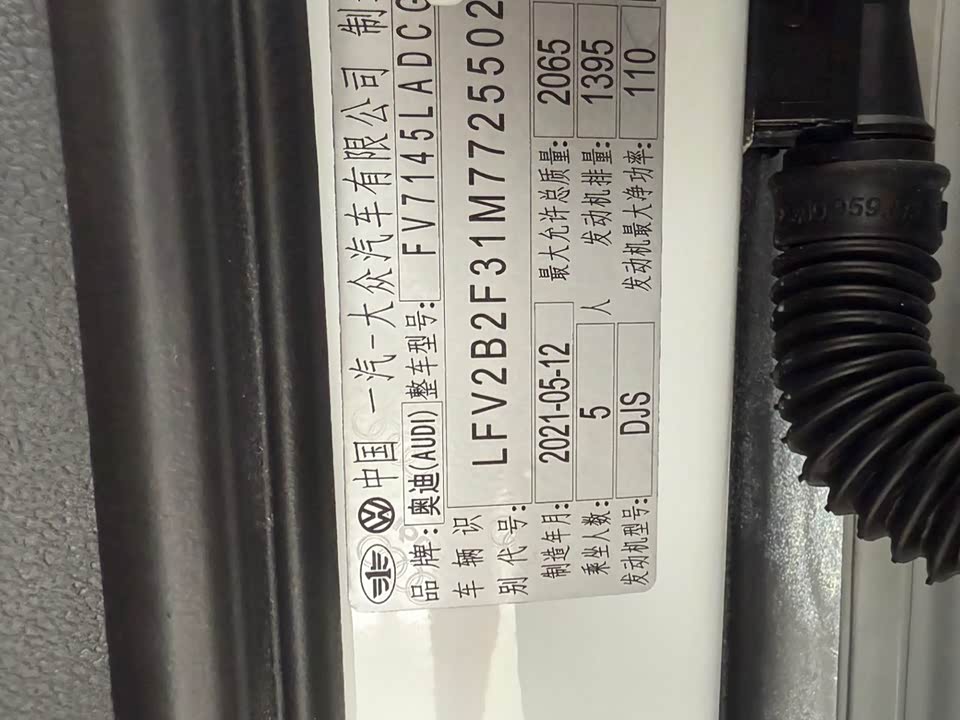 中国 一汽-大众汽车有限公司 制
品牌: 奥迪(AUDI) 整车型号: FV7145LADCG
车辆识别代号: LFV2B2F31M7725502
制造年月: 2021-05-12 最大允许总质量: 2065
乘坐人数: 5 人 发动机排量: 1395
发动机型号: DJS 发动机最大净功率: 110